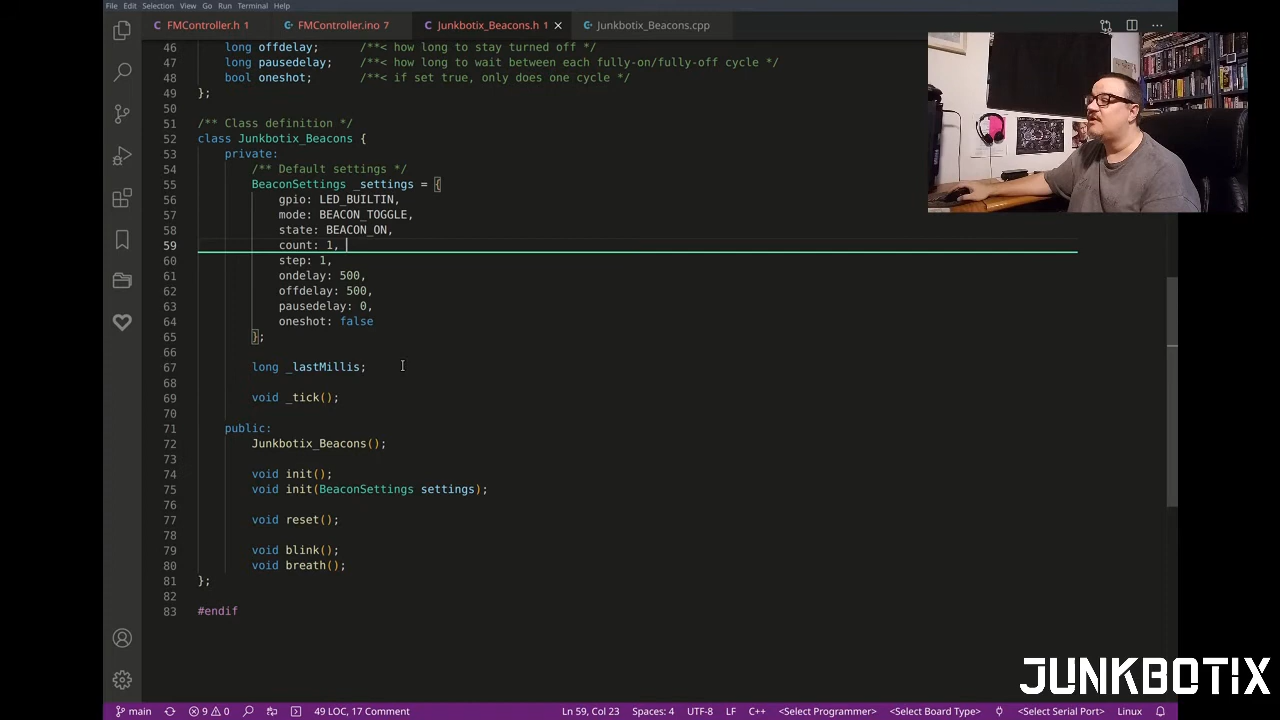 File Edit Selection View Go Run Terminal Help
FMController.h 1 FMController.ino 7 Junkbotix_Beacons.h 1 Junkbotix_Beacons.cpp
46 long offdelay; /**< how long to stay turned off */
47 long pausedelay; /**< how long to wait between each fully-on/fully-off cycle */
48 bool oneshot; /**< if set true, only does one cycle */
49 };
50
51 /** Class definition */
52 class Junkbotix_Beacons {
53 private:
54 /** Default settings */
55 BeaconSettings _settings = {
56 gpio: LED_BUILTIN,
57 mode: BEACON_TOGGLE,
58 state: BEACON_ON,
59 count: 1,
60 step: 1,
61 ondelay: 500,
62 offdelay: 500,
63 pausedelay: 0,
64 oneshot: false
65 };
66
67 long _lastMillis;
68
69 void _tick();
70
71 public:
72 Junkbotix_Beacons();
73
74 void init();
75 void init(BeaconSettings settings);
76
77 void reset();
78
79 void blink();
80 void breath();
81 };
82
83 #endif
JUNKBOTIX
main 9 0 49 LOC, 17 Comment Ln 59, Col 23 Spaces: 4 UTF-8 LF C++ <Select Programmer> <Select Board Type> <Select Serial Port> Linux